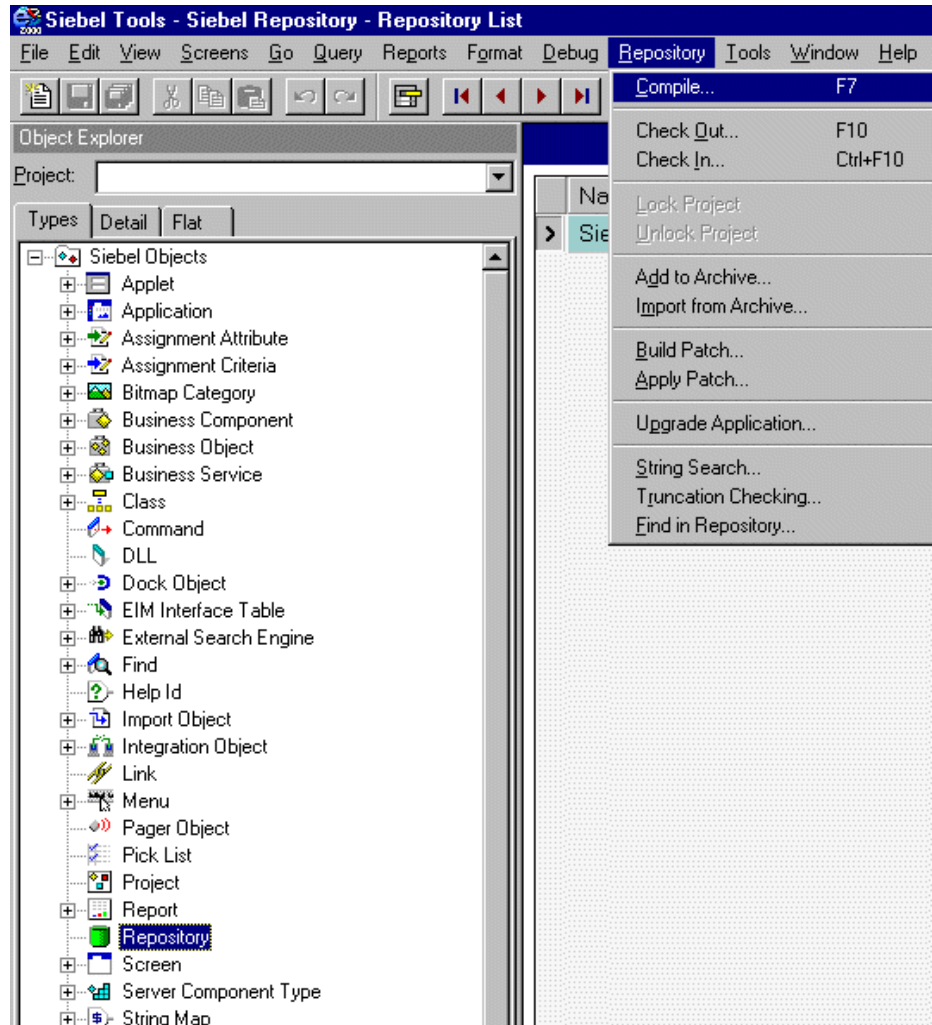 Siebel Tools - Siebel Repository - Repository List
File Edit View Screens Go Query Reports Format Debug Repository Tools Window Help
Compile... F7
Check Out... F10
Check In... Ctrl+F10
Lock Project
Unlock Project
Add to Archive...
Import from Archive...
Build Patch...
Apply Patch...
Upgrade Application...
String Search...
Truncation Checking...
Find in Repository...
Object Explorer
Project:
Types Detail Flat
Siebel Objects
Applet
Application
Assignment Attribute
Assignment Criteria
Bitmap Category
Business Component
Business Object
Business Service
Class
Command
DLL
Dock Object
EIM Interface Table
External Search Engine
Find
Help Id
Import Object
Integration Object
Link
Menu
Pager Object
Pick List
Project
Report
Repository
Screen
Server Component Type
String Map
Na
Sie